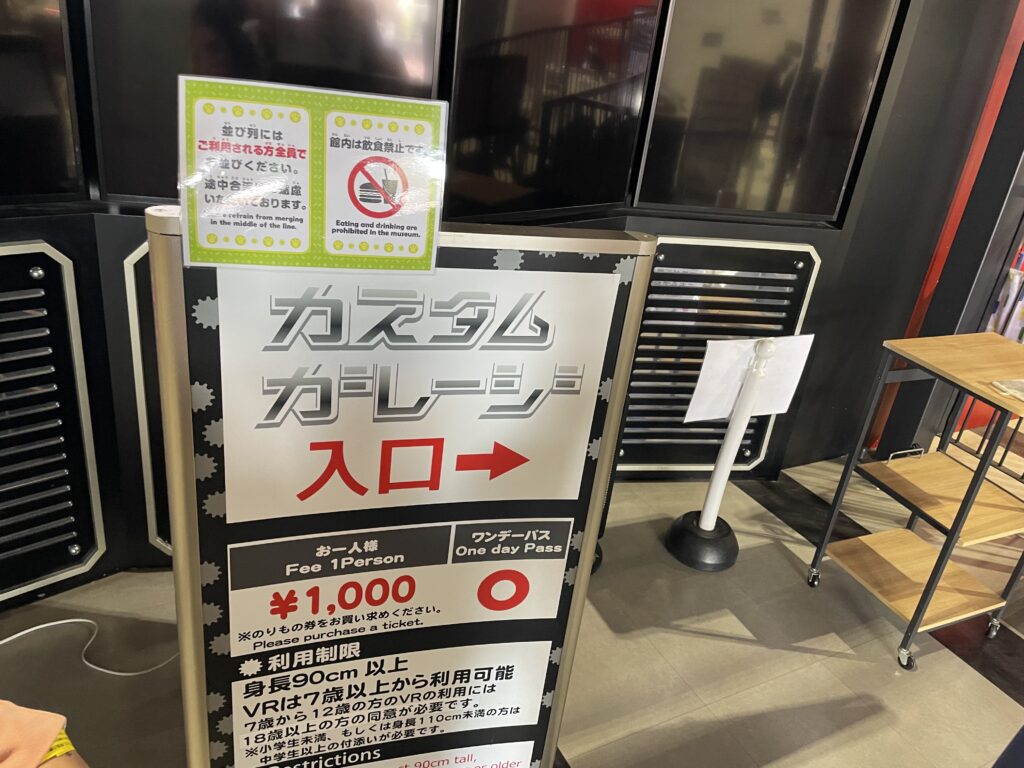 並び列には
ご利用される方全員で
お並びください。
途中合流
いただいております。
refrain from merging
in the middle of the line.
館内は飲食禁止です
Eating and drinking are
prohibited in the museum.
カスタム
ガレージ
入口→
お一人様
Fee 1Person
¥1,000
※のりもの券をお買い求めください。
Please purchase a ticket.
ワンデーパス
One day Pass
○
利用制限
身長90cm 以上
VRは7歳以上から利用可能
7歳から12歳の方のVRの利用には
18歳以上の方の同意が必要です。
※小学生未満、もしくは身長110cm未満の方は
中学生以上の付添いが必要です。
Restrictions
90cm tall,
or older